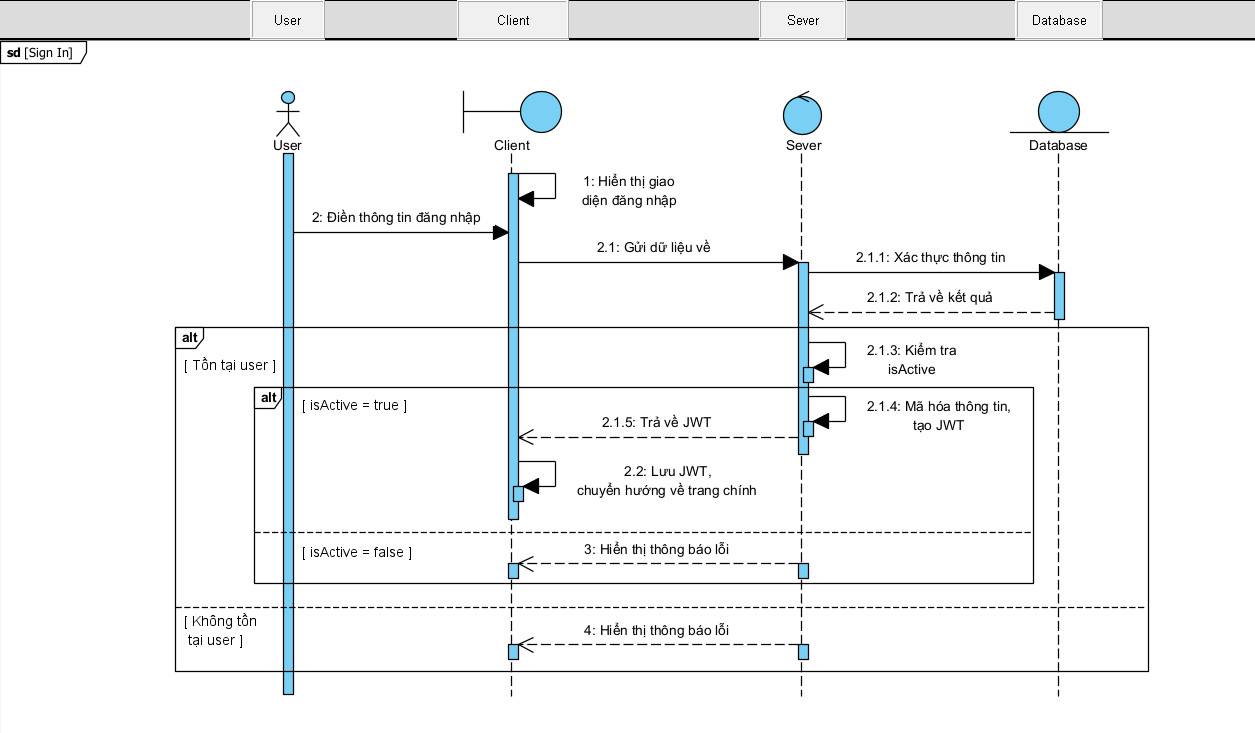 User
Client
Sever
Database
sd [Sign In]
User
Client
Sever
Database
1: Hiển thị giao
diện đăng nhập
2: Điền thông tin đăng nhập
2.1: Gửi dữ liệu về
2.1.1: Xác thực thông tin
2.1.2: Trả về kết quả
alt
[ Tồn tại user ]
2.1.3: Kiểm tra
isActive
alt
[ isActive = true ]
2.1.4: Mã hóa thông tin,
tạo JWT
2.1.5: Trả về JWT
2.2: Lưu JWT,
chuyển hướng về trang chính
[ isActive = false ]
3: Hiển thị thông báo lỗi
[ Không tồn
tại user ]
4: Hiển thị thông báo lỗi